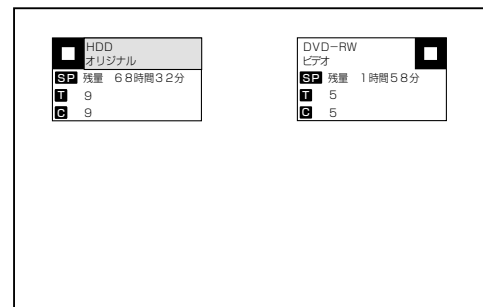 HDD
オリジナル
SP 残量 68時間32分
T 9
C 9
DVD-RW
ビデオ
SP 残量 1時間58分
T 5
C 5